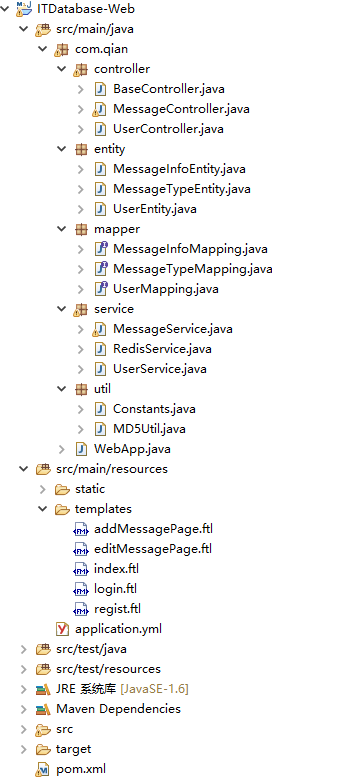 ITDatabase-Web
src/main/java
com.qian
controller
BaseController.java
MessageController.java
UserController.java
entity
MessageInfoEntity.java
MessageTypeEntity.java
UserEntity.java
mapper
MessageInfoMapping.java
MessageTypeMapping.java
UserMapping.java
service
MessageService.java
RedisService.java
UserService.java
util
Constants.java
MD5Util.java
WebApp.java
src/main/resources
static
templates
addMessagePage.ftl
editMessagePage.ftl
index.ftl
login.ftl
regist.ftl
application.yml
src/test/java
src/test/resources
JRE 系统库 [JavaSE-1.6]
Maven Dependencies
src
target
pom.xml